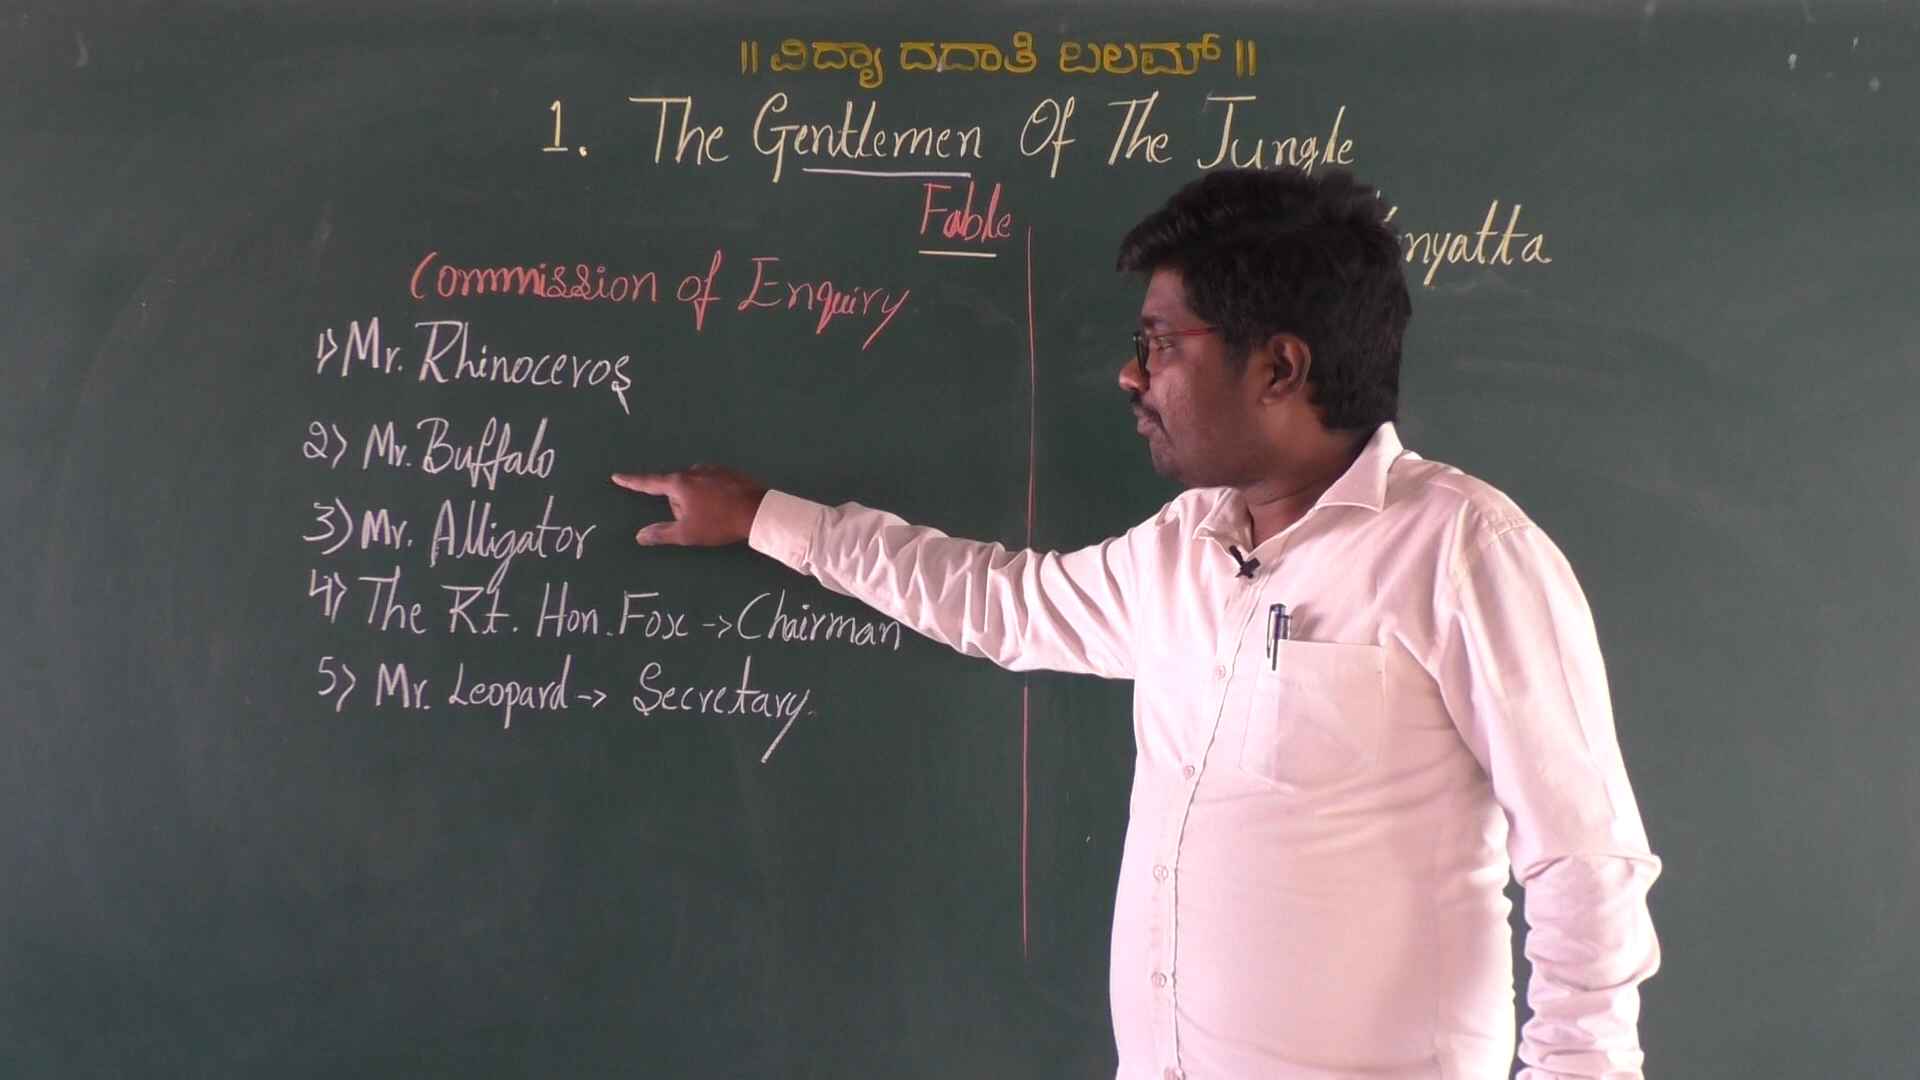 ॥ ವಿದ್ಯಾ ದದಾತಿ ಬಲಮ್ ॥
1. The Gentlemen Of The Jungle
Fable
nyatta
Commission of Enquiry
1) Mr. Rhinoceros
2) Mr. Buffalo
3) Mr. Alligator
4) The Rt. Hon. Fox -> Chairman
5) Mr. Leopard -> Secretary.